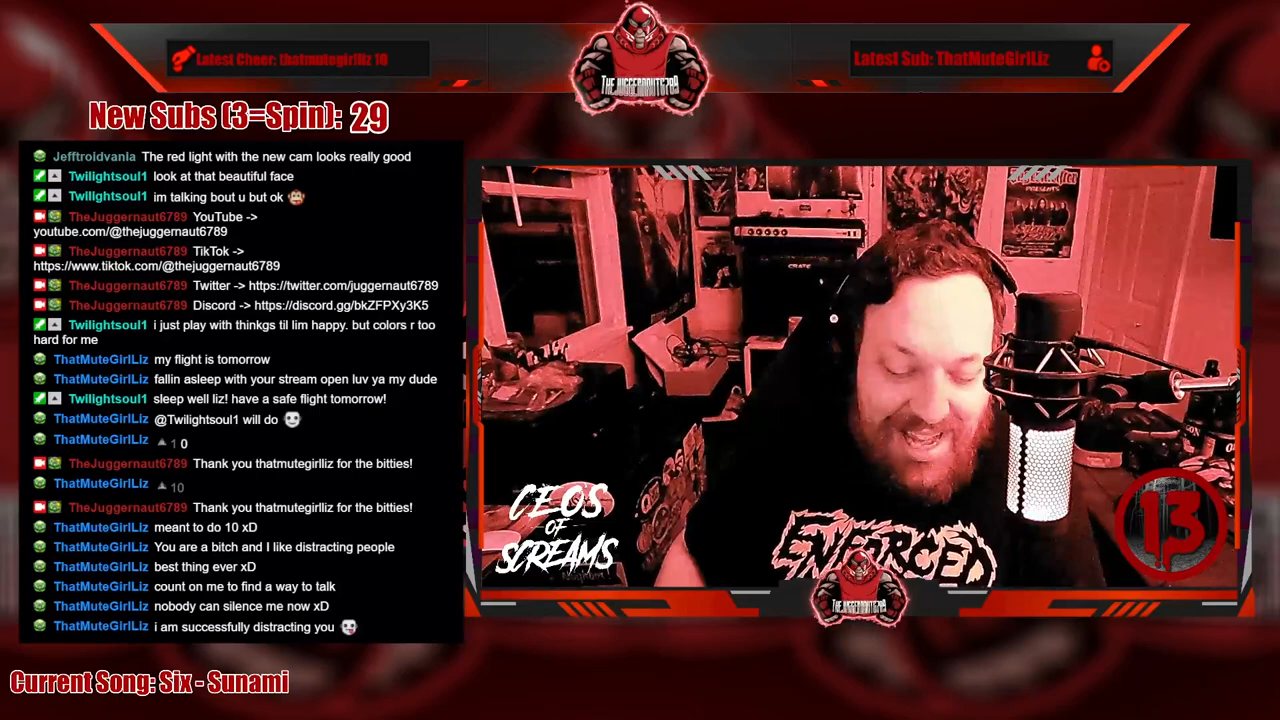 Latest Cheer: thatmutegirlliz 10
THEJUGGERNAUT6789
Latest Sub: ThatMuteGirlLiz
New Subs (3=Spin): 29
Jefftroidvania The red light with the new cam looks really good
Twilightsoul1 look at that beautiful face
Twilightsoul1 im talking bout u but ok
TheJuggernaut6789 YouTube ->
youtube.com/@thejuggernaut6789
TheJuggernaut6789 TikTok ->
https://www.tiktok.com/@thejuggernaut6789
TheJuggernaut6789 Twitter -> https://twitter.com/juggernaut6789
TheJuggernaut6789 Discord -> https://discord.gg/bkZFPXy3K5
Twilightsoul1 i just play with thinkgs til lim happy. but colors r too
hard for me
ThatMuteGirlLiz my flight is tomorrow
ThatMuteGirlLiz fallin asleep with your stream open luv ya my dude
Twilightsoul1 sleep well liz! have a safe flight tomorrow!
ThatMuteGirlLiz @Twilightsoul1 will do
ThatMuteGirlLiz 1 0
TheJuggernaut6789 Thank you thatmutegirlliz for the bitties!
ThatMuteGirlLiz 10
TheJuggernaut6789 Thank you thatmutegirlliz for the bitties!
ThatMuteGirlLiz meant to do 10 xD
ThatMuteGirlLiz You are a bitch and I like distracting people
ThatMuteGirlLiz best thing ever xD
ThatMuteGirlLiz count on me to find a way to talk
ThatMuteGirlLiz nobody can silence me now xD
ThatMuteGirlLiz i am successfully distracting you
PRESENTS
CRATE
CEOS
OF
SCREAMS
ENFORCED
13
THEJUGGERNAUT6789
Current Song: Six - Sunami